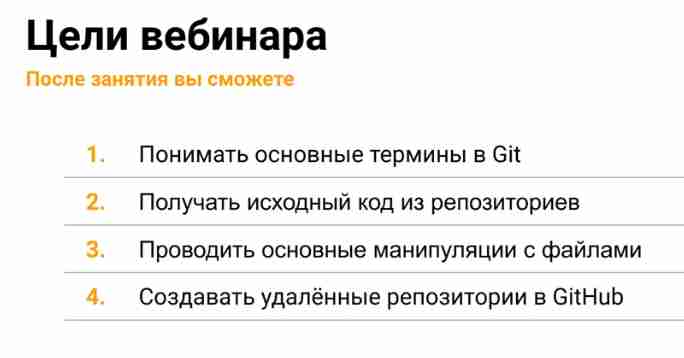 Цели вебинара
После занятия вы сможете
1. Понимать основные термины в Git
2. Получать исходный код из репозиториев
3. Проводить основные манипуляции с файлами
4. Создавать удалённые репозитории в GitHub